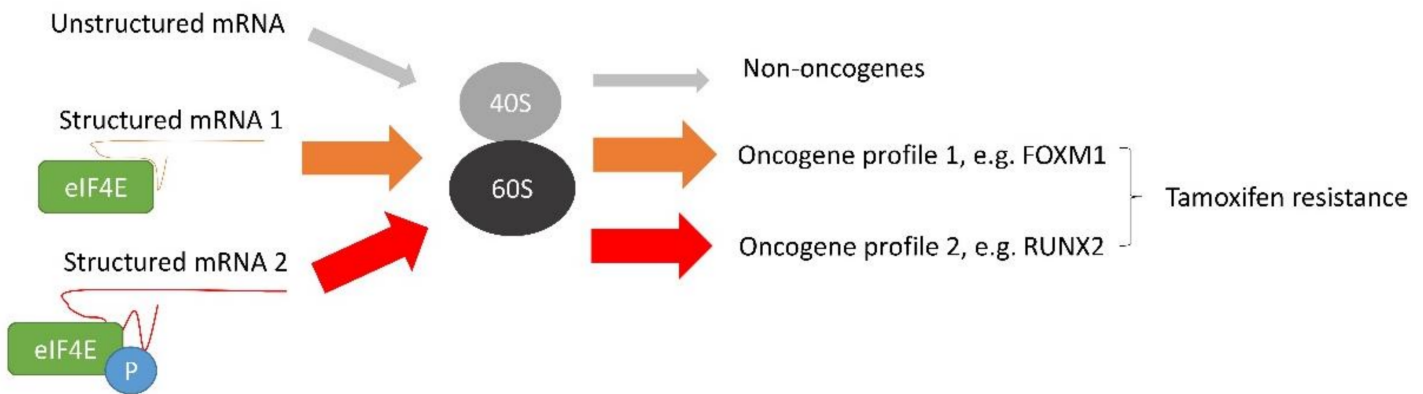 Unstructured mRNA
Non-oncogenes
40S
Structured mRNA 1
Oncogene profile 1, e.g. FOXM1
eIF4E
60S
Tamoxifen resistance
Structured mRNA 2
Oncogene profile 2, e.g. RUNX2
eIF4E
P